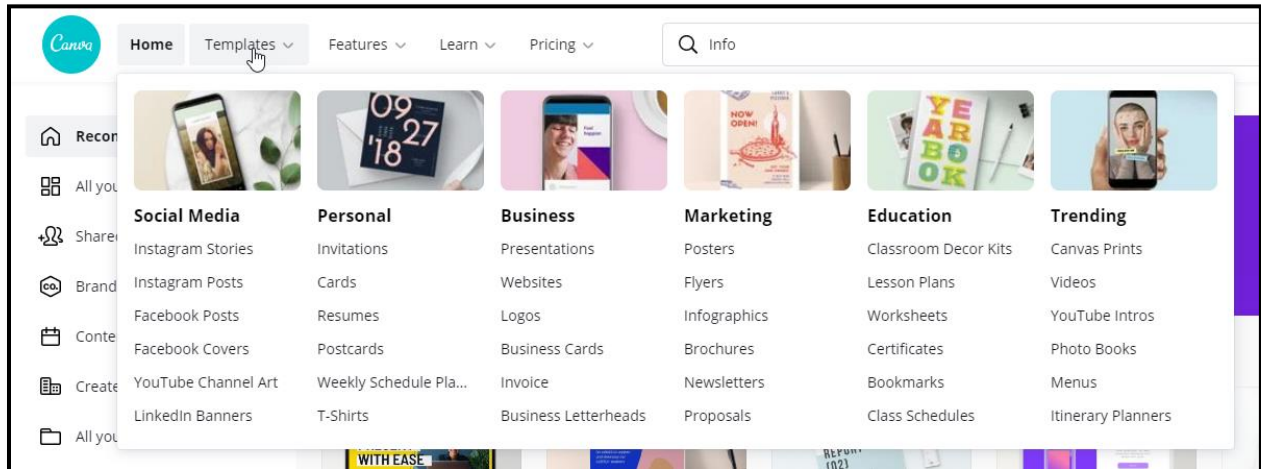 Canva
Home Templates Features Learn Pricing Info
09
27
'18
NOW
OPEN!
YE
AR
BO
OK
Social Media Personal Business Marketing Education Trending
Instagram Stories Invitations Presentations Posters Classroom Decor Kits Canvas Prints
Instagram Posts Cards Websites Flyers Lesson Plans Videos
Facebook Posts Resumes Logos Infographics Worksheets YouTube Intros
Facebook Covers Postcards Business Cards Brochures Certificates Photo Books
YouTube Channel Art Weekly Schedule Pla... Invoice Newsletters Bookmarks Menus
LinkedIn Banners T-Shirts Business Letterheads Proposals Class Schedules Itinerary Planners
Recon
All you
Shared
co. Brand
Conte
Create
All you
WITH EASE
REPORT
(02)